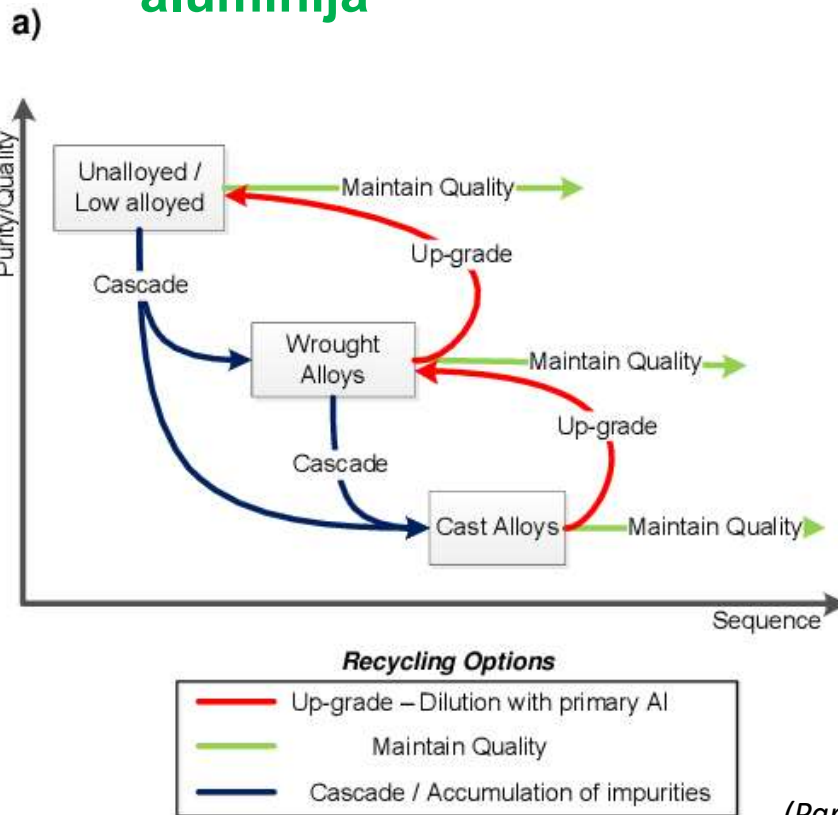 aluminija
a)
Purity/Quality
Unalloyed /
Low alloyed
Maintain Quality
Up-grade
Cascade
Wrought
Alloys
Maintain Quality
Up-grade
Cascade
Cast Alloys
Maintain Quality
Sequence
Recycling Options
Up-grade – Dilution with primary Al
Maintain Quality
Cascade / Accumulation of impurities